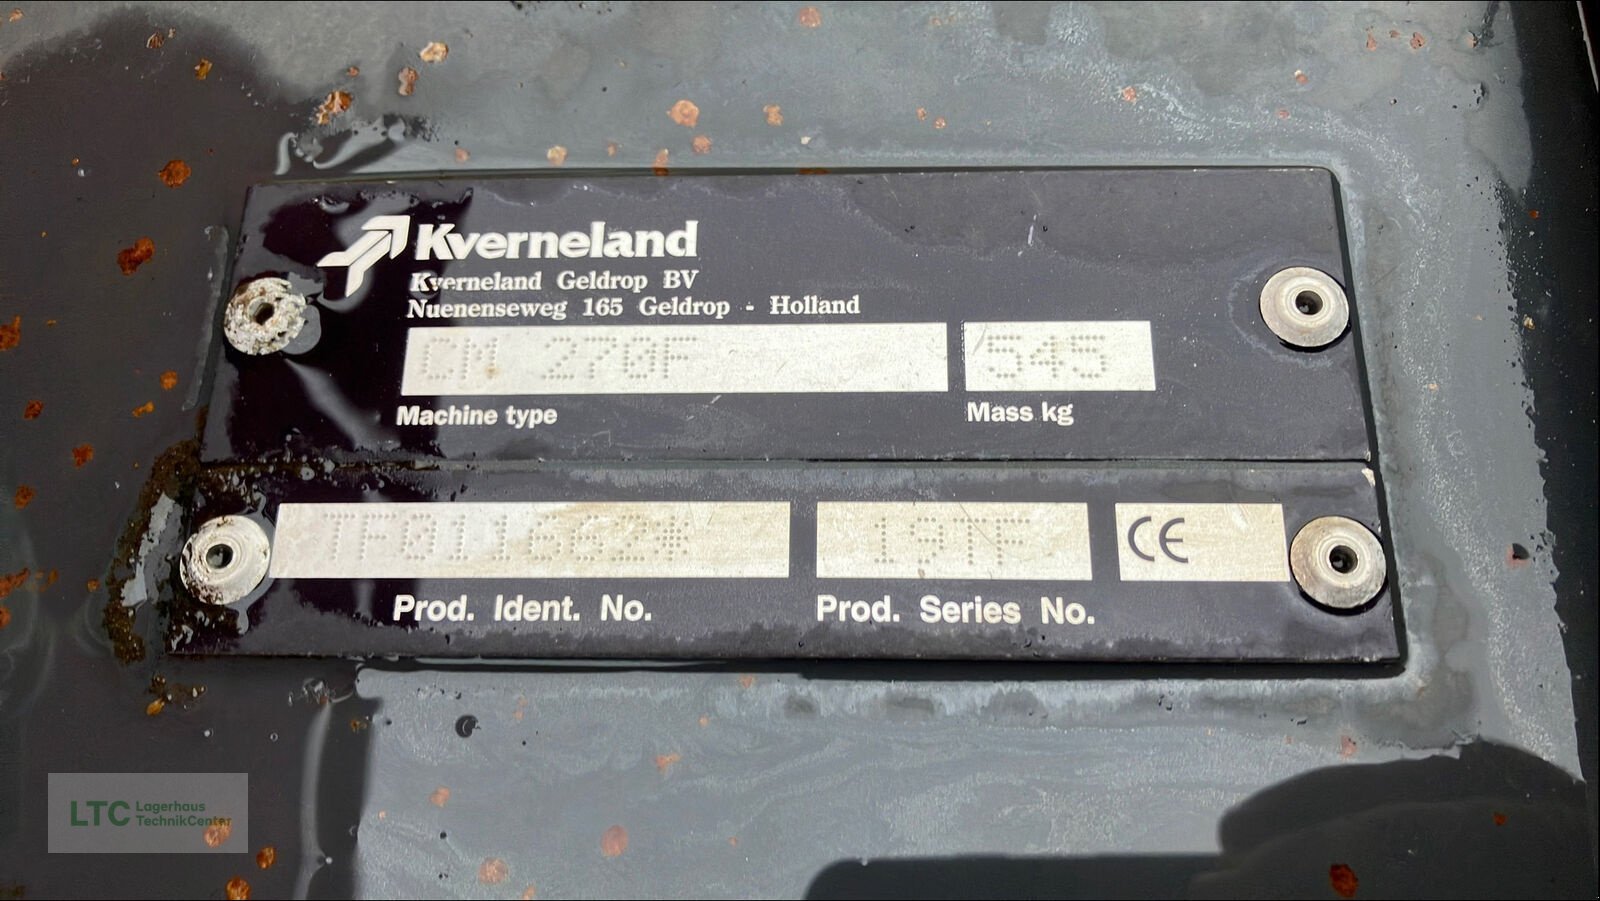 Kverneland
Kverneland Geldrop BV
Nuenenseweg 165 Geldrop - Holland
CM 270F
545
Machine type
Mass kg
TF0116662*
19TF
CE
Prod. Ident. No.
Prod. Series No.
LTC
Lagerhaus
TechnikCenter